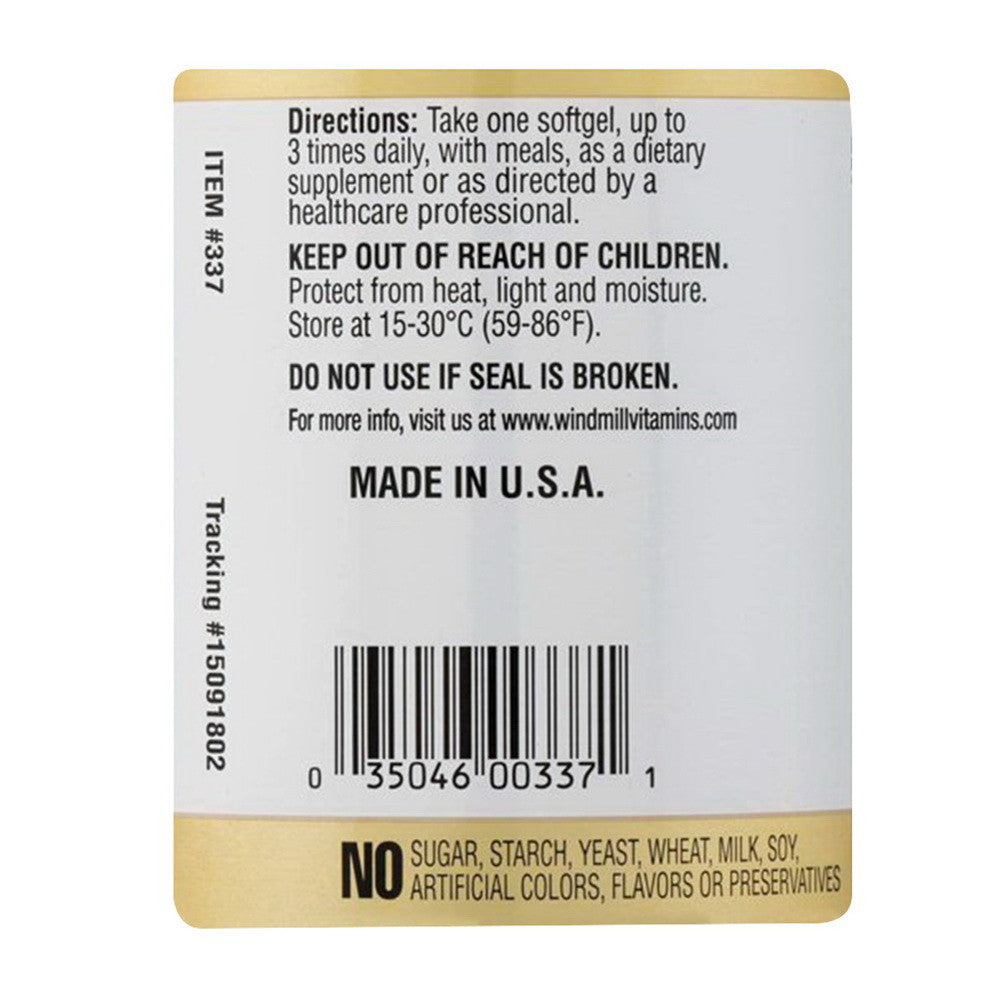 Directions: Take one softgel, up to
3 times daily, with meals, as a dietary
supplement or as directed by a
healthcare professional.
KEEP OUT OF REACH OF CHILDREN.
Protect from heat, light and moisture.
Store at 15-30°C (59-86°F).
DO NOT USE IF SEAL IS BROKEN.
For more info, visit us at www.windmillvitamins.com
MADE IN U.S.A.
ITEM #337
Tracking #15091802
0 35046 00337 1
NO SUGAR, STARCH, YEAST, WHEAT, MILK, SOY,
ARTIFICIAL COLORS, FLAVORS OR PRESERVATIVES